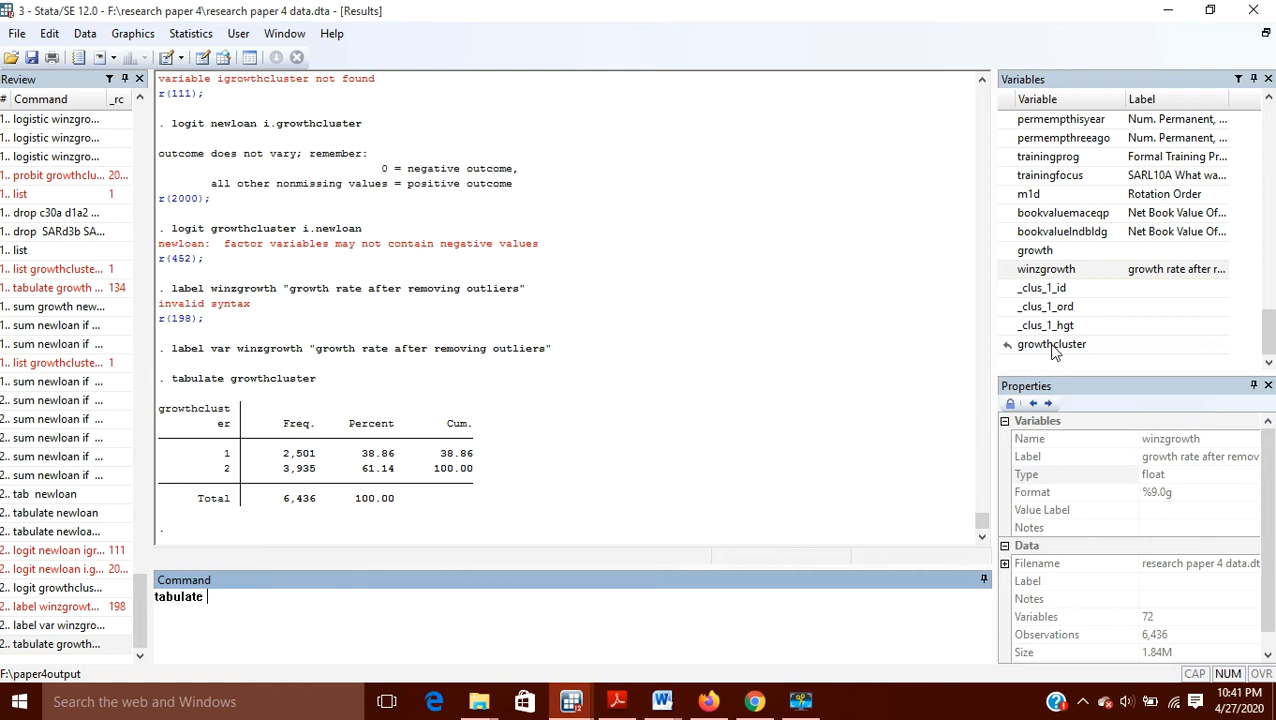 3 - Stata/SE 12.0 - F:\research paper 4\research paper 4 data.dta - [Results]
File Edit Data Graphics Statistics User Window Help
Review
# Command _rc
1.. logistic winzgro...
1.. logistic winzgro...
1.. logistic winzgro...
1.. probit growthclu... 20...
1.. list 1
1.. drop c30a d1a2 ...
1.. drop SARd3b SA...
1.. list
1.. list growthcluste... 1
1.. tabulate growth ... 134
1.. sum growth new...
1.. sum newloan if ...
1.. sum newloan if ...
1.. list growthcluste... 1
1.. sum newloan if ...
1.. sum newloan if ...
1.. sum newloan if ...
1.. sum newloan if ...
1.. sum newloan if ...
1.. sum newloan if ...
2.. tab newloan
2.. tabulate newloan
2.. tabulate newloa...
2.. logit newloan igr... 111
2.. logit newloan i.g... 20...
2.. logit growthclus...
2.. label winzgrowt... 198
2.. label var winzgro...
2.. tabulate growth...
variable igrowthcluster not found
r(111);
. logit newloan i.growthcluster
outcome does not vary; remember:
0 = negative outcome,
all other nonmissing values = positive outcome
r(2000);
. logit growthcluster i.newloan
newloan: factor variables may not contain negative values
r(452);
. label winzgrowth "growth rate after removing outliers"
invalid syntax
r(198);
. label var winzgrowth "growth rate after removing outliers"
. tabulate growthcluster
growthclust
er Freq. Percent Cum.
1 2,501 38.86 38.86
2 3,935 61.14 100.00
Total 6,436 100.00
.
Command
tabulate
Variables
Variable Label
permempthisyear Num. Permanent, ...
permempthreeago Num. Permanent, ...
trainingprog Formal Training Pr...
trainingfocus SARL10A What wa...
m1d Rotation Order
bookvaluemaceqp Net Book Value Of...
bookvaluelndbldg Net Book Value Of...
growth
winzgrowth growth rate after r...
_clus_1_id
_clus_1_ord
_clus_1_hgt
growthcluster
Properties
Variables
Name winzgrowth
Label growth rate after remov
Type float
Format %9.0g
Value Label
Notes
Data
Filename research paper 4 data.dt
Label
Notes
Variables 72
Observations 6,436
Size 1.84M
F:\paper4output
CAP NUM OVR
Search the web and Windows
10:41 PM
4/27/2020